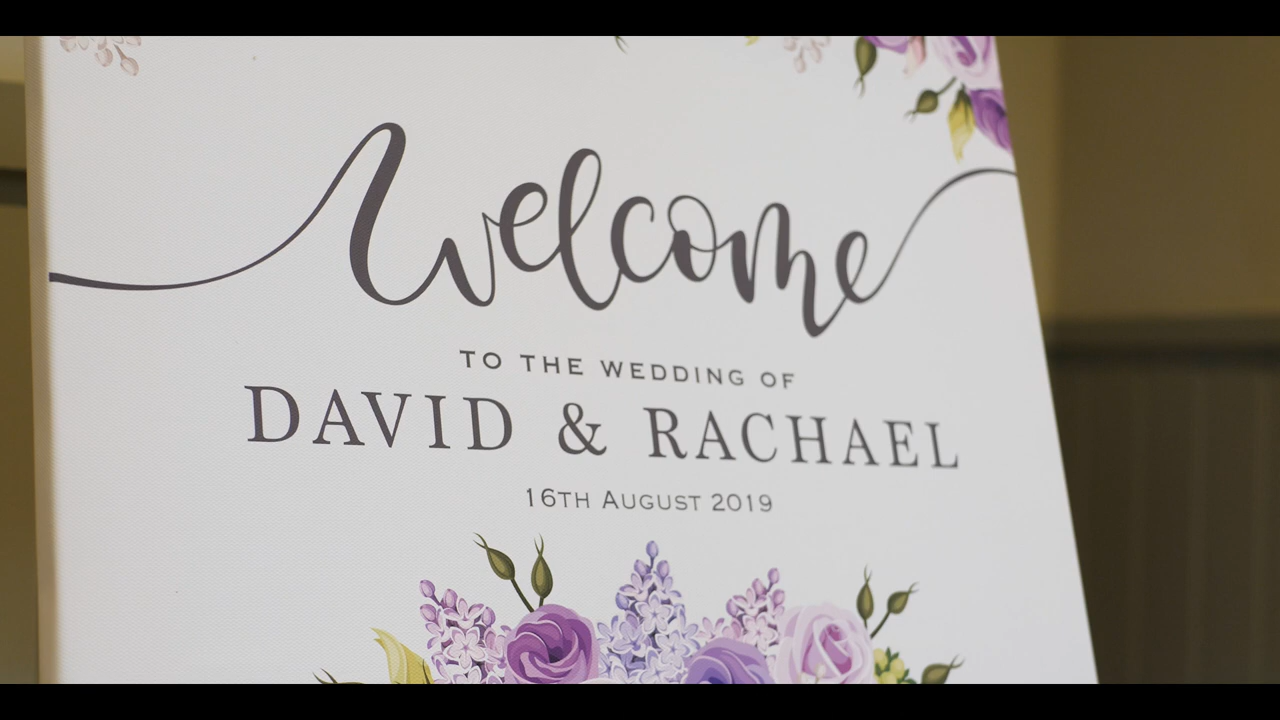 Welcome
TO THE WEDDING OF
DAVID & RACHAEL
16TH AUGUST 2019